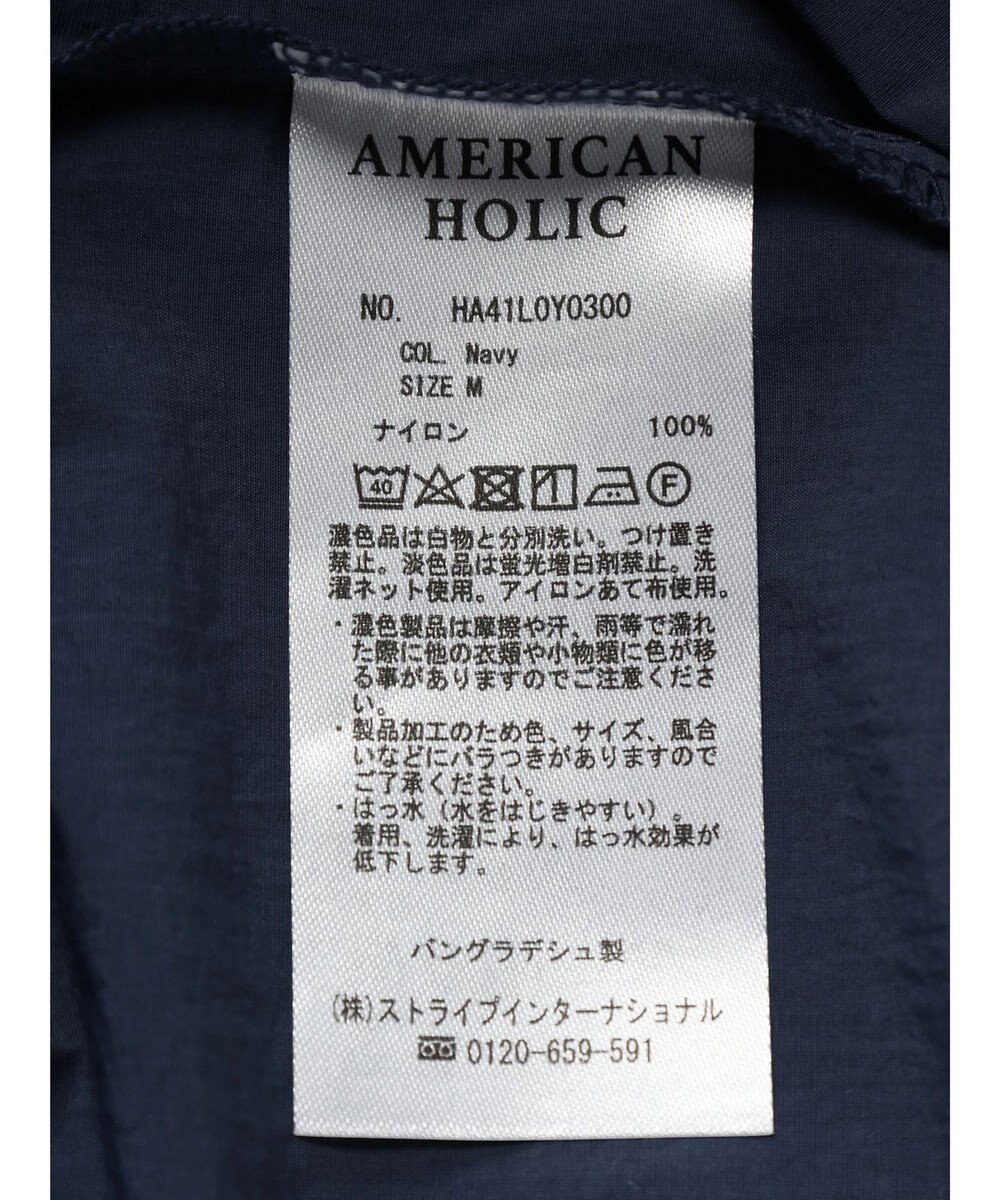 AMERICAN
HOLIC
NO. HA41L0Y0300
COL. Navy
SIZE M
ナイロン 100%
40 F
濃色品は白物と分別洗い。つけ置き
禁止。淡色品は蛍光増白剤禁止。洗
濯ネット使用。アイロンあて布使用。
・濃色製品は摩擦や汗，雨等で濡れ
た際に他の衣類や小物類に色が移
る事がありますのでご注意くださ
い。
・製品加工のため色、サイズ、風合
いなどにバラつきがありますので
ご了承ください。
・はっ水（水をはじきやすい）。
着用、洗濯により、はっ水効果が
低下します。
バングラデシュ製
(株)ストライプインターナショナル
0120-659-591